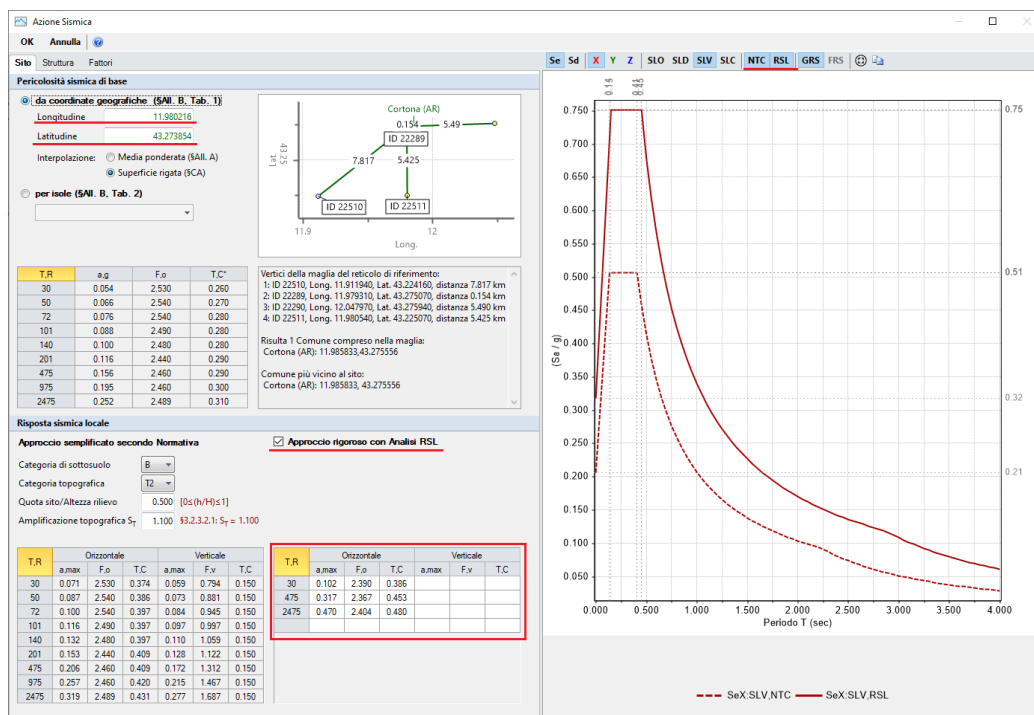 Azione Sismica
OK Annulla
Sito Struttura Fattori
Pericolosità sismica di base
da coordinate geografiche (§All. B, Tab. 1)
Longitudine 11.980216
Latitudine 43.273854
Interpolazione: Media ponderata (§All. A)
Superficie rigata (§CA)
per isole (§All. B, Tab. 2)
Cortona (AR)
0.154 5.49
ID 22289
7.817 5.425
ID 22510 ID 22511
43.25
Lat.
11.9 12
Long.
T,R a,g F,o T,C*
30 0.054 2.530 0.260
50 0.066 2.540 0.270
72 0.076 2.540 0.280
101 0.088 2.490 0.280
140 0.100 2.480 0.280
201 0.116 2.440 0.290
475 0.156 2.460 0.290
975 0.195 2.460 0.300
2475 0.252 2.489 0.310
Vertici della maglia del reticolo di riferimento:
1: ID 22510, Long. 11.911940, Lat. 43.224160, distanza 7.817 km
2: ID 22289, Long. 11.979310, Lat. 43.275070, distanza 0.154 km
3: ID 22290, Long. 12.047970, Lat. 43.275940, distanza 5.490 km
4: ID 22511, Long. 11.980540, Lat. 43.225070, distanza 5.425 km
Risulta 1 Comune compreso nella maglia:
Cortona (AR): 11.985833,43.275556
Comune più vicino al sito:
Cortona (AR): 11.985833, 43.275556
Risposta sismica locale
Approccio semplificato secondo Normativa
Approccio rigoroso con Analisi RSL
Categoria di sottosuolo B
Categoria topografica T2
Quota sito/Altezza rilievo 0.500 [0≤(h/H)≤1]
Amplificazione topografica S_T 1.100 §3.2.3.2.1: S_T = 1.100
T,R Orizzontale Verticale
a,max F,o T,C a,max F,v T,C
30 0.071 2.530 0.374 0.059 0.794 0.150
50 0.087 2.540 0.386 0.073 0.881 0.150
72 0.100 2.540 0.397 0.084 0.945 0.150
101 0.116 2.490 0.397 0.097 0.997 0.150
140 0.132 2.480 0.397 0.110 1.059 0.150
201 0.153 2.440 0.409 0.128 1.122 0.150
475 0.206 2.460 0.409 0.172 1.312 0.150
975 0.257 2.460 0.420 0.215 1.467 0.150
2475 0.319 2.489 0.431 0.277 1.687 0.150
T,R Orizzontale Verticale
a,max F,o T,C a,max F,v T,C
30 0.102 2.390 0.386
475 0.317 2.367 0.453
2475 0.470 2.404 0.480
Se Sd X Y Z SLO SLD SLV SLC NTC RSL GRS FRS
0.41
0.45
0.750
0.700
0.650
0.600
0.550
0.500
0.450
0.400
0.350
0.300
0.250
0.200
0.150
0.100
0.050
(Sa / g)
0.75
0.51
0.32
0.21
0.000 0.500 1.000 1.500 2.000 2.500 3.000 3.500 4.000
Periodo T (sec)
SeX:SLV,NTC SeX:SLV,RSL